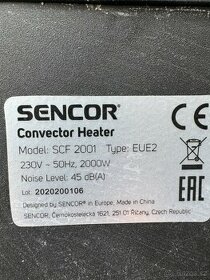 SENCOR®
Convector Heater
Model: SCF 2001 Type: EUE2
230V ~ 50Hz, 2000W
Noise Level: 45 dB(A)
Lot: 2020200106
Designed by SENCOR® in Europe, Made in China
SENCOR, Černokostelecká 1621, 251 01 Říčany, Czech Republic
CE
EAC